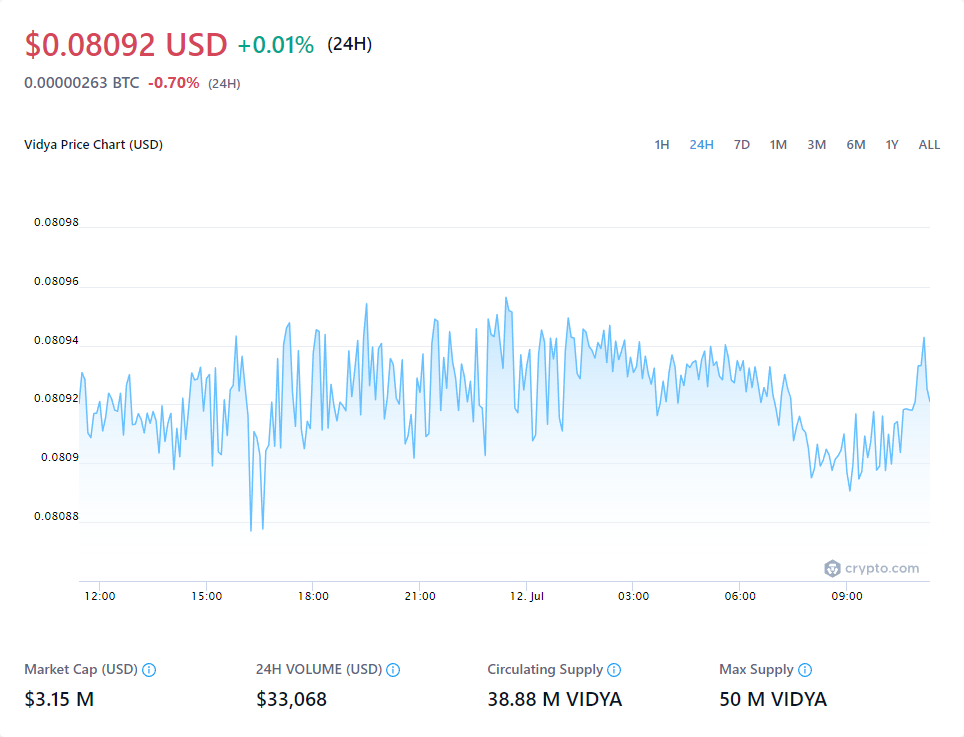 $0.08092 USD +0.01% (24H)
0.00000263 BTC -0.70% (24H)
Vidya Price Chart (USD) 1H 24H 7D 1M 3M 6M 1Y ALL
0.08098
0.08096
0.08094
0.08092
0.0809
0.08088
crypto.com
12:00 15:00 18:00 21:00 12. Jul 03:00 06:00 09:00
Market Cap (USD) 24H VOLUME (USD) Circulating Supply Max Supply
$3.15 M $33,068 38.88 M VIDYA 50 M VIDYA